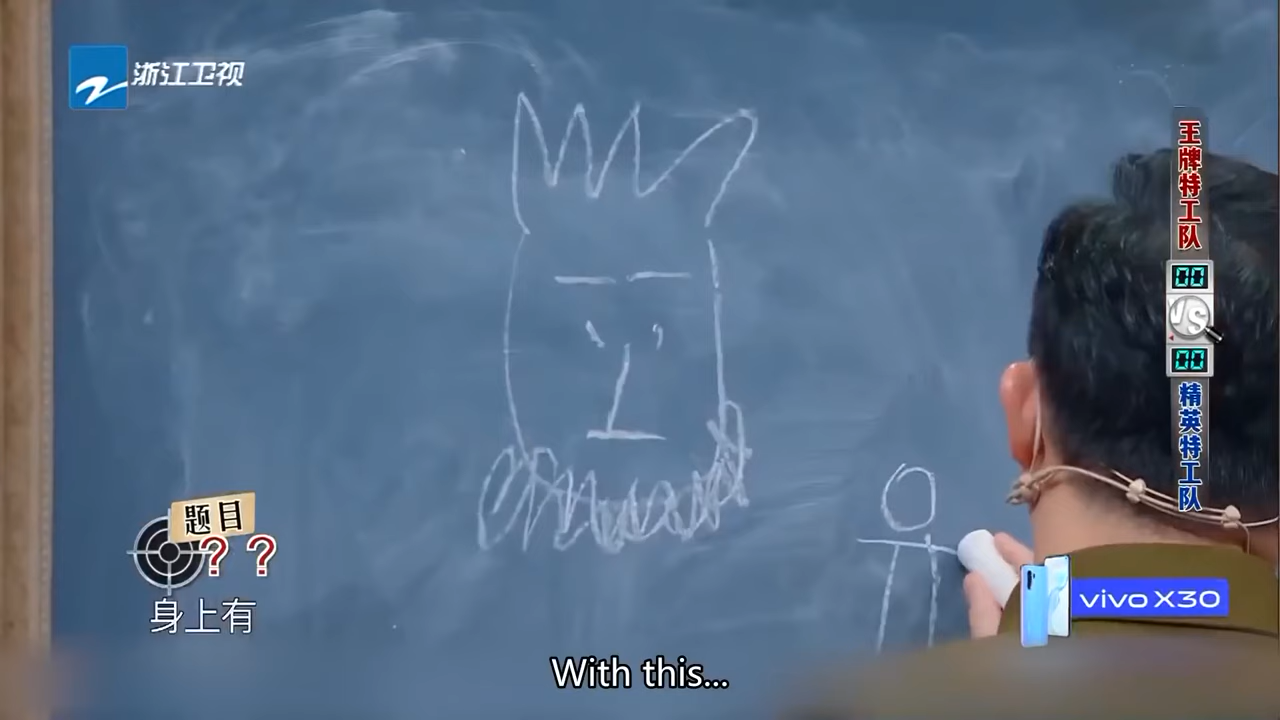 浙江卫视
王牌特工队
00
VS
00
精英特工队
题目
？？
身上有
vivo X30
With this...